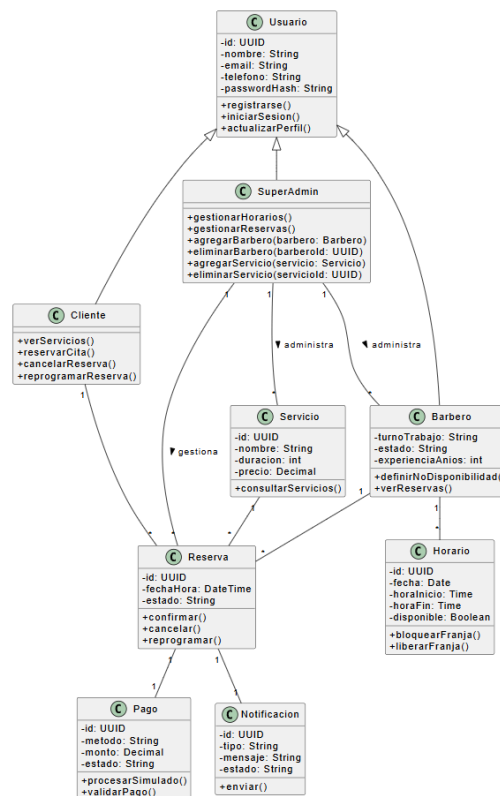 C Usuario
-id: UUID
-nombre: String
-email: String
-telefono: String
-passwordHash: String
+registrarse()
+iniciarSesion()
+actualizarPerfil()
C SuperAdmin
+gestionarHorarios()
+gestionarReservas()
+agregarBarbero(barbero: Barbero)
+eliminarBarbero(barberoId: UUID)
+agregarServicio(servicio: Servicio)
+eliminarServicio(servicioId: UUID)
1 1 1
C Cliente
+verServicios()
+reservarCita()
+cancelarReserva()
+reprogramarReserva()
1
administra
administra
* *
C Servicio
-id: UUID
-nombre: String
-duracion: int
-precio: Decimal
+consultarServicios()
1
C Barbero
-turnoTrabajo: String
-estado: String
-experienciaAnios: int
+definirNoDisponibilidad(
+verReservas()
1 1
gestiona
* * * *
*
C Reserva
-id: UUID
-fechaHora: DateTime
-estado: String
+confirmar()
+cancelar()
+reprogramar()
1 1
C Horario
-id: UUID
-fecha: Date
-horaInicio: Time
-horaFin: Time
-disponible: Boolean
+bloquearFranja()
+liberarFranja()
1 1
C Pago
-id: UUID
-metodo: String
-monto: Decimal
-estado: String
+procesarSimulado()
+validarPago()
C Notificacion
-id: UUID
-tipo: String
-mensaje: String
-estado: String
+enviar()